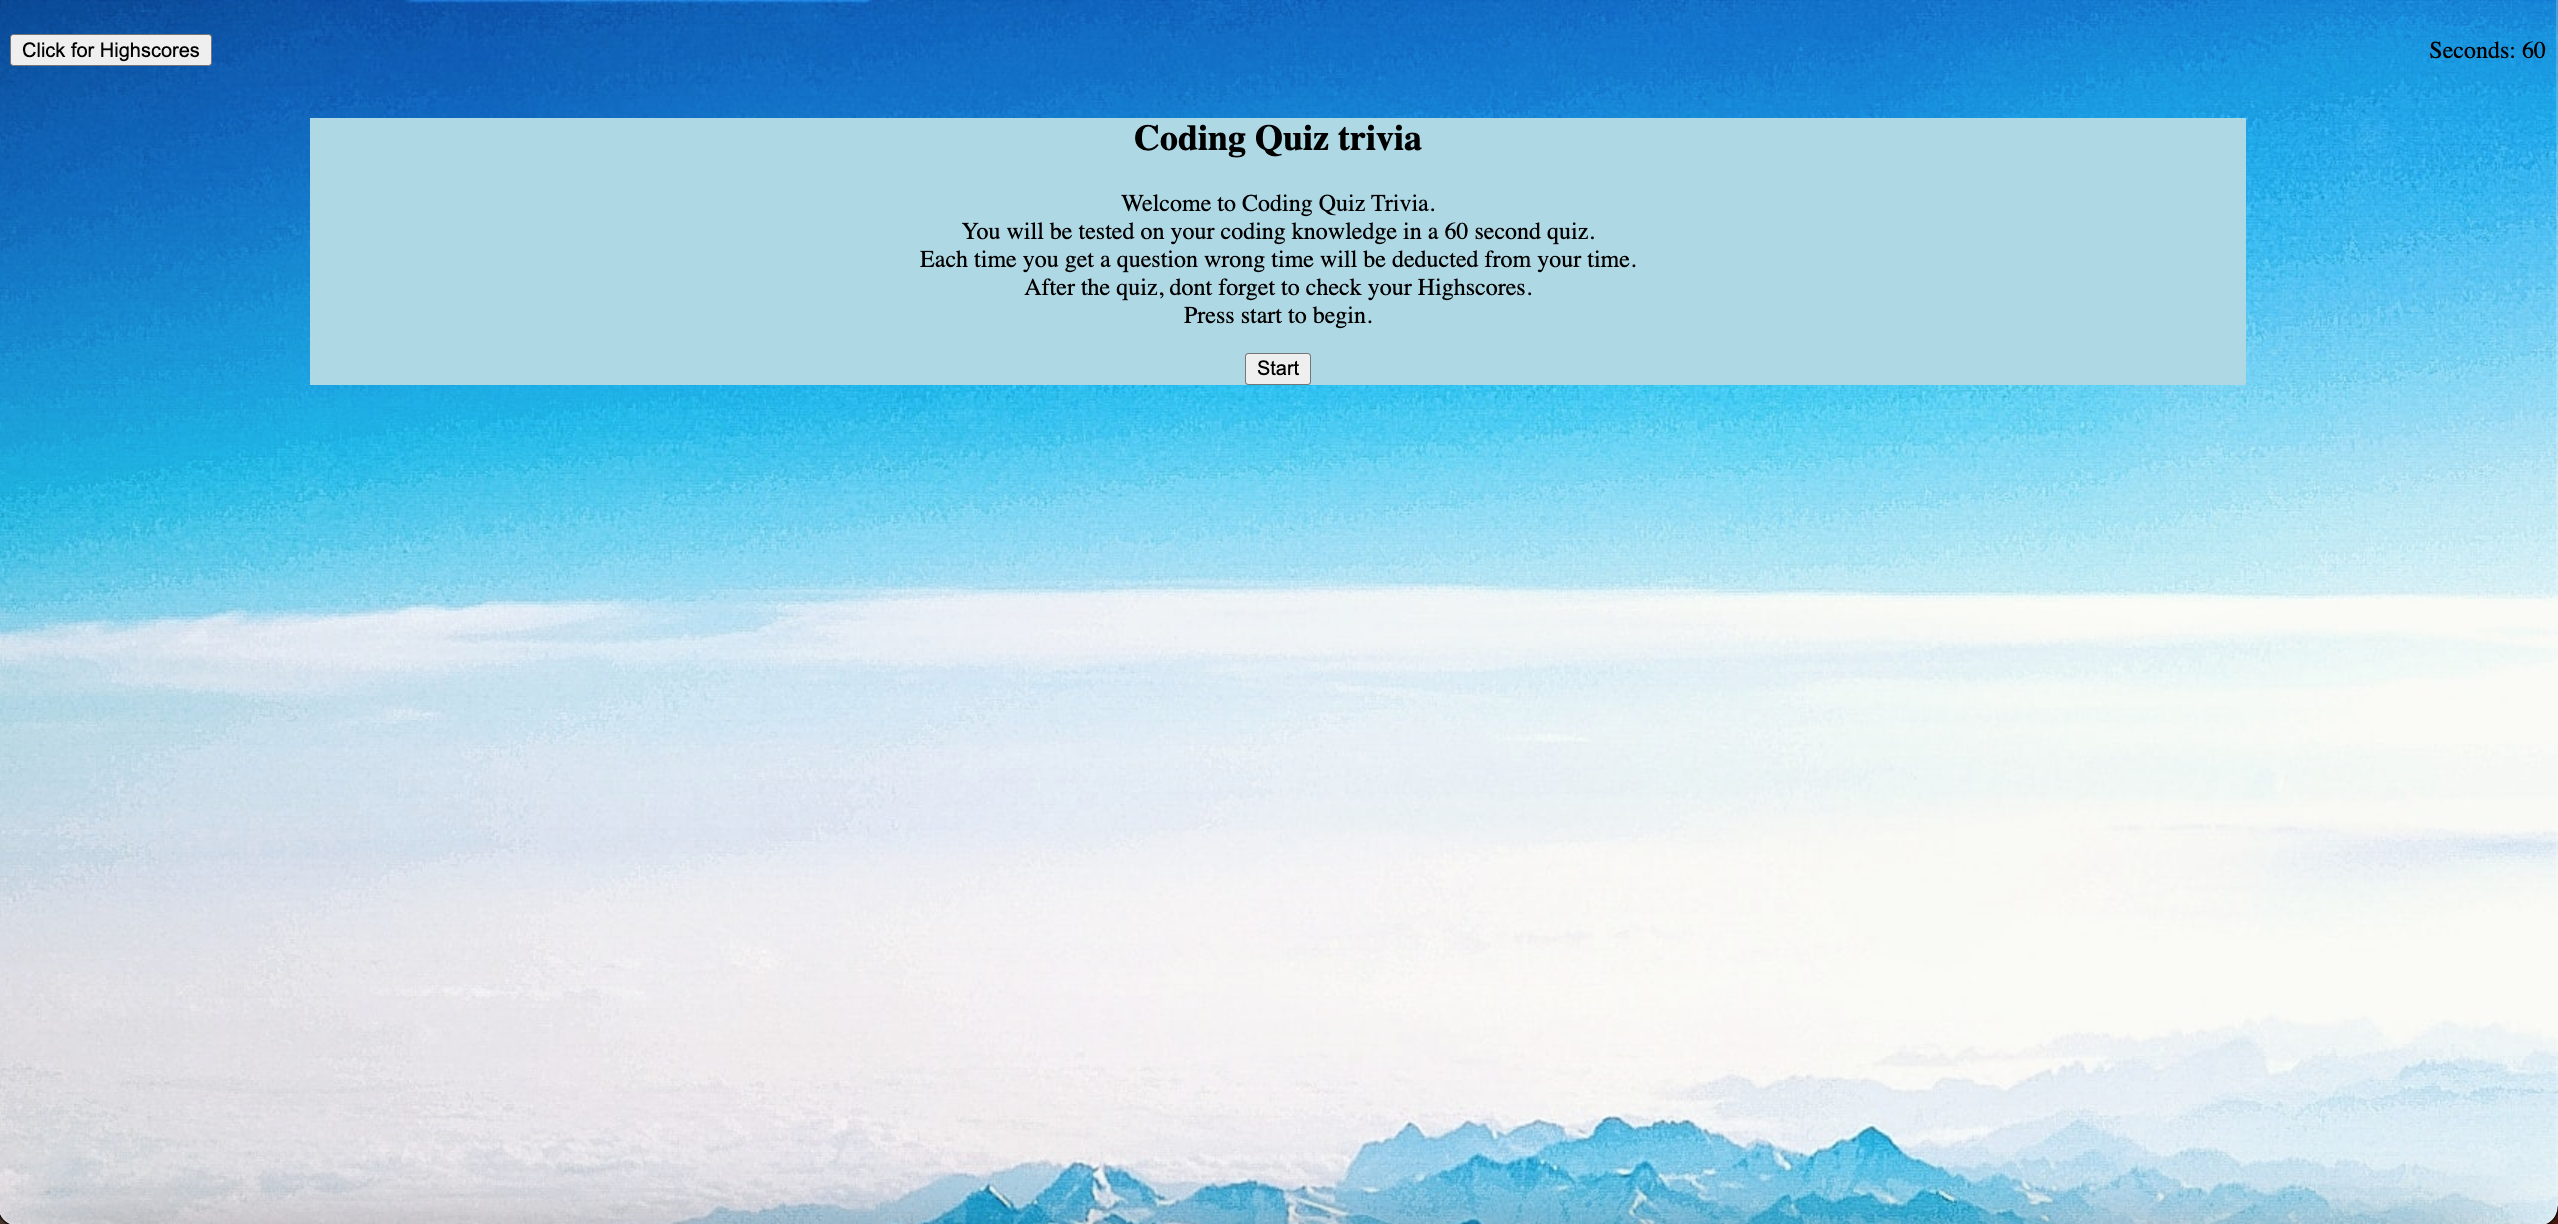 Click for Highscores
Seconds: 60
Coding Quiz trivia
Welcome to Coding Quiz Trivia.
You will be tested on your coding knowledge in a 60 second quiz.
Each time you get a question wrong time will be deducted from your time.
After the quiz, dont forget to check your Highscores.
Press start to begin.
Start